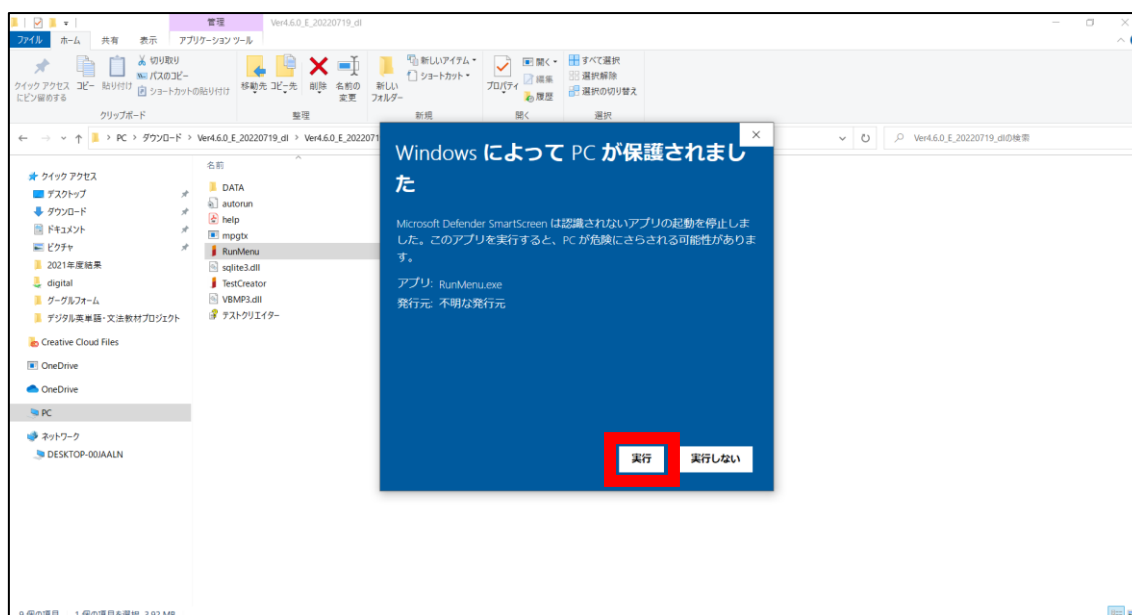 管理
Ver4.6.0_E_20220719_dl
ファイル ホーム 共有 表示 アプリケーション ツール
クイック アクセス
にピン留めする
コピー
貼り付け
切り取り
パスのコピー
ショートカットの貼り付け
クリップボード
移動先
コピー先
削除
名前の
変更
整理
新しい
フォルダー
新しいアイテム
ショートカット
新規
プロパティ
開く
編集
履歴
開く
すべて選択
選択解除
選択の切り替え
選択
> PC > ダウンロード > Ver4.6.0_E_20220719_dl > Ver4.6.0_E_2022071
Ver4.6.0_E_20220719_dlの検索
クイック アクセス
デスクトップ
ダウンロード
ドキュメント
ピクチャ
2021年度結果
digital
グーグルフォーム
デジタル英単語・文法教材プロジェクト
Creative Cloud Files
OneDrive
OneDrive
PC
ネットワーク
DESKTOP-00JAALN
名前
DATA
autorun
help
mpgtx
RunMenu
sqlite3.dll
TestCreator
VBMP3.dll
テストクリエイター
Windows によって PC が保護されまし
た
Microsoft Defender SmartScreen は認識されないアプリの起動を停止しま
した。このアプリを実行すると、PC が危険にさらされる可能性がありま
す。
アプリ: RunMenu.exe
発行元: 不明な発行元
実行
実行しない
9 個の項目 1 個の項目を選択 3.92 MB